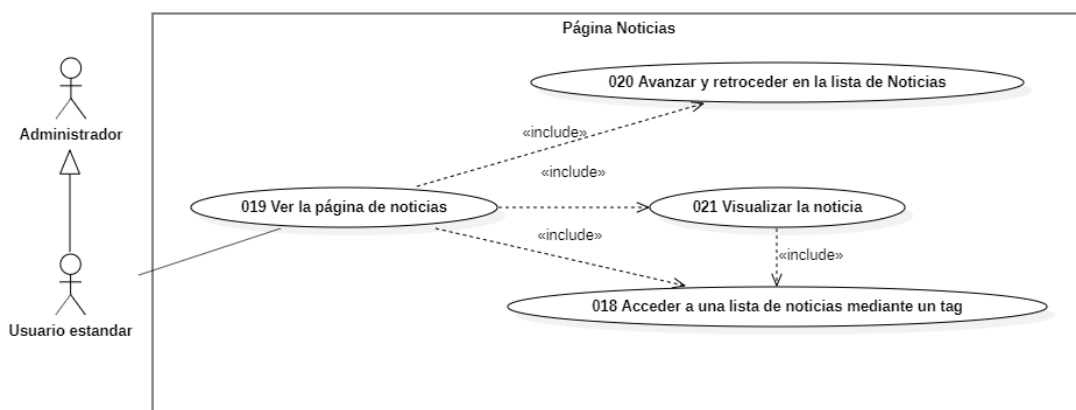 Página Noticias
020 Avanzar y retroceder en la lista de Noticias
Administrador
«include»
«include»
019 Ver la página de noticias
021 Visualizar la noticia
«include»
«include»
018 Acceder a una lista de noticias mediante un tag
Usuario estandar